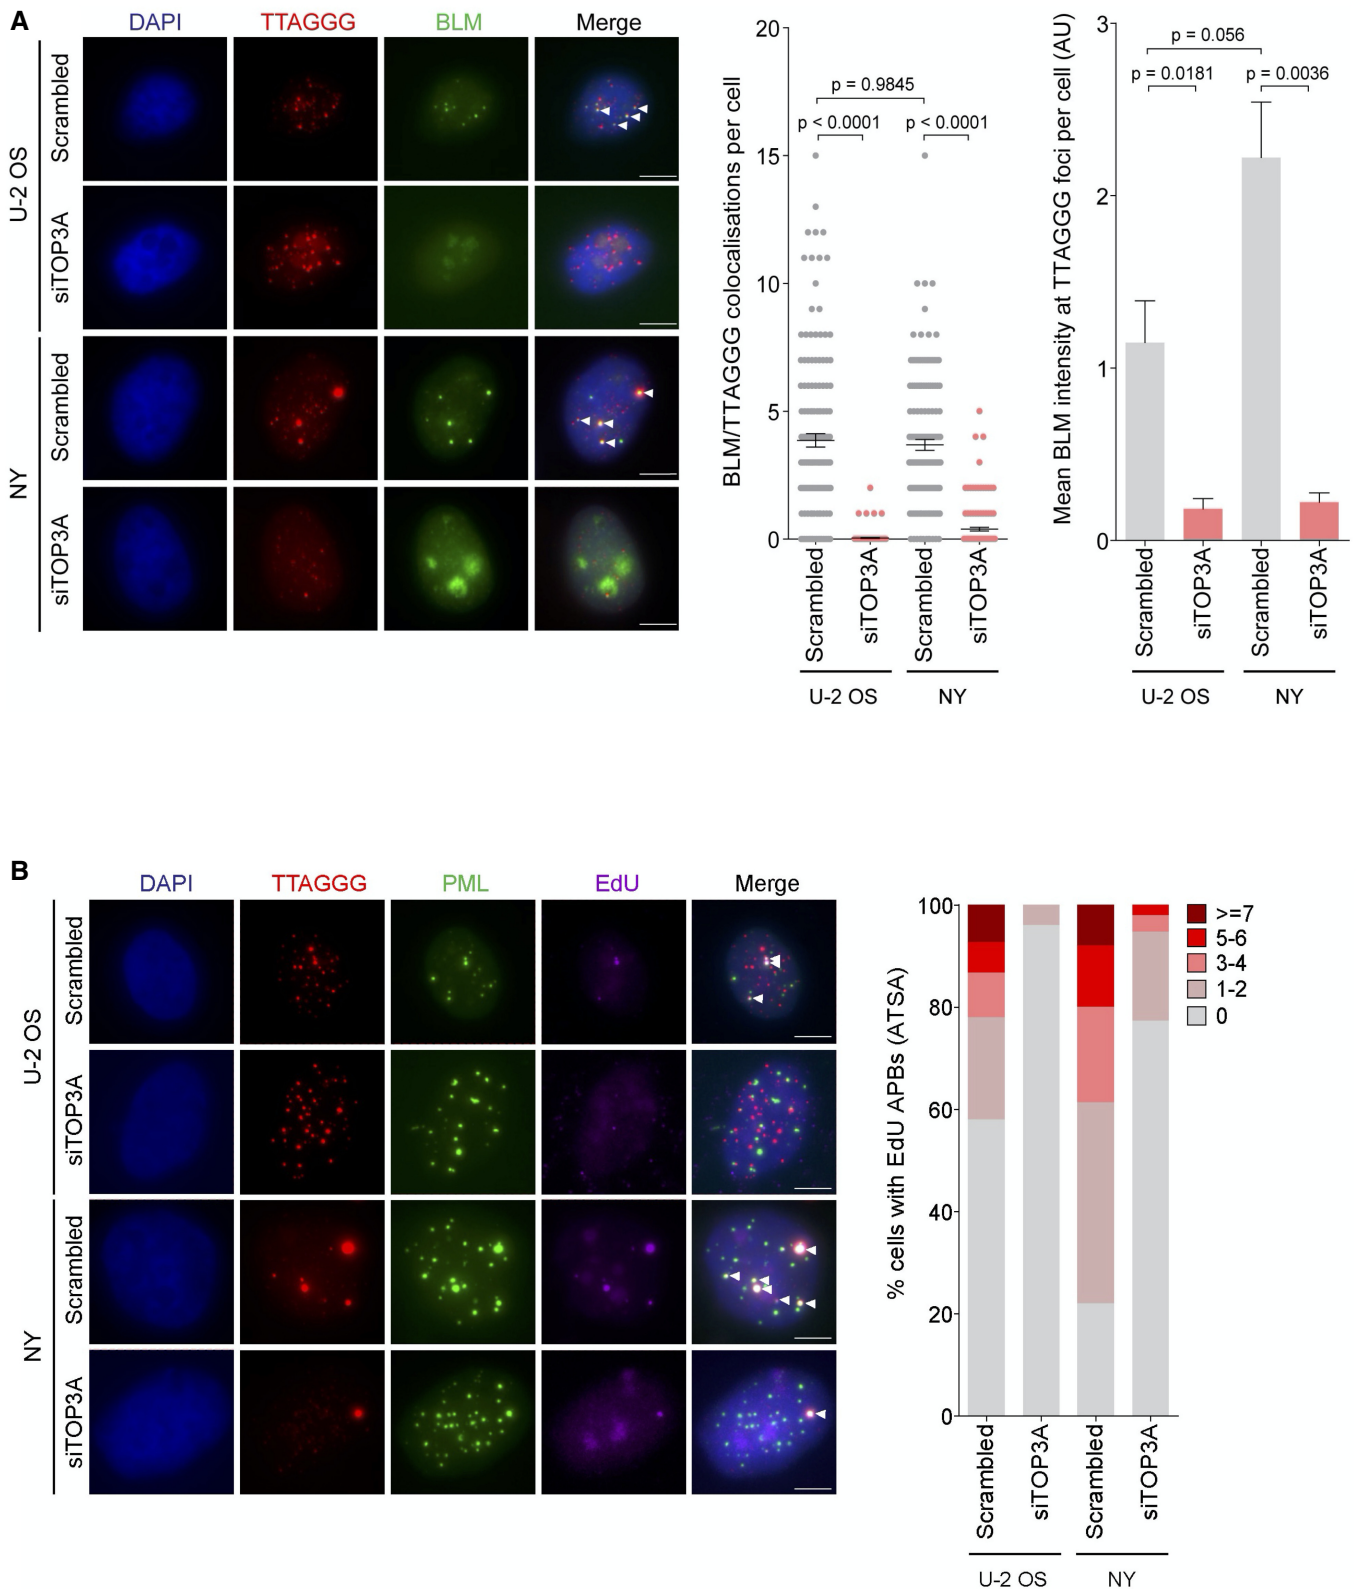 A
DAPI TTAGGG BLM Merge
U-2 OS
Scrambled
siTOP3A
NY
Scrambled
siTOP3A
BLM/TTAGGG colocalisations per cell
20
15
10
5
0
p = 0.9845
p < 0.0001 p < 0.0001
Scrambled siTOP3A Scrambled siTOP3A
U-2 OS NY
Mean BLM intensity at TTAGGG foci per cell (AU)
3
2
1
0
p = 0.056
p = 0.0181 p = 0.0036
Scrambled siTOP3A Scrambled siTOP3A
U-2 OS NY
B
DAPI TTAGGG PML EdU Merge
U-2 OS
Scrambled
siTOP3A
NY
Scrambled
siTOP3A
% cells with EdU APBs (ATSA)
100
80
60
40
20
0
>=7
5-6
3-4
1-2
0
Scrambled siTOP3A Scrambled siTOP3A
U-2 OS NY